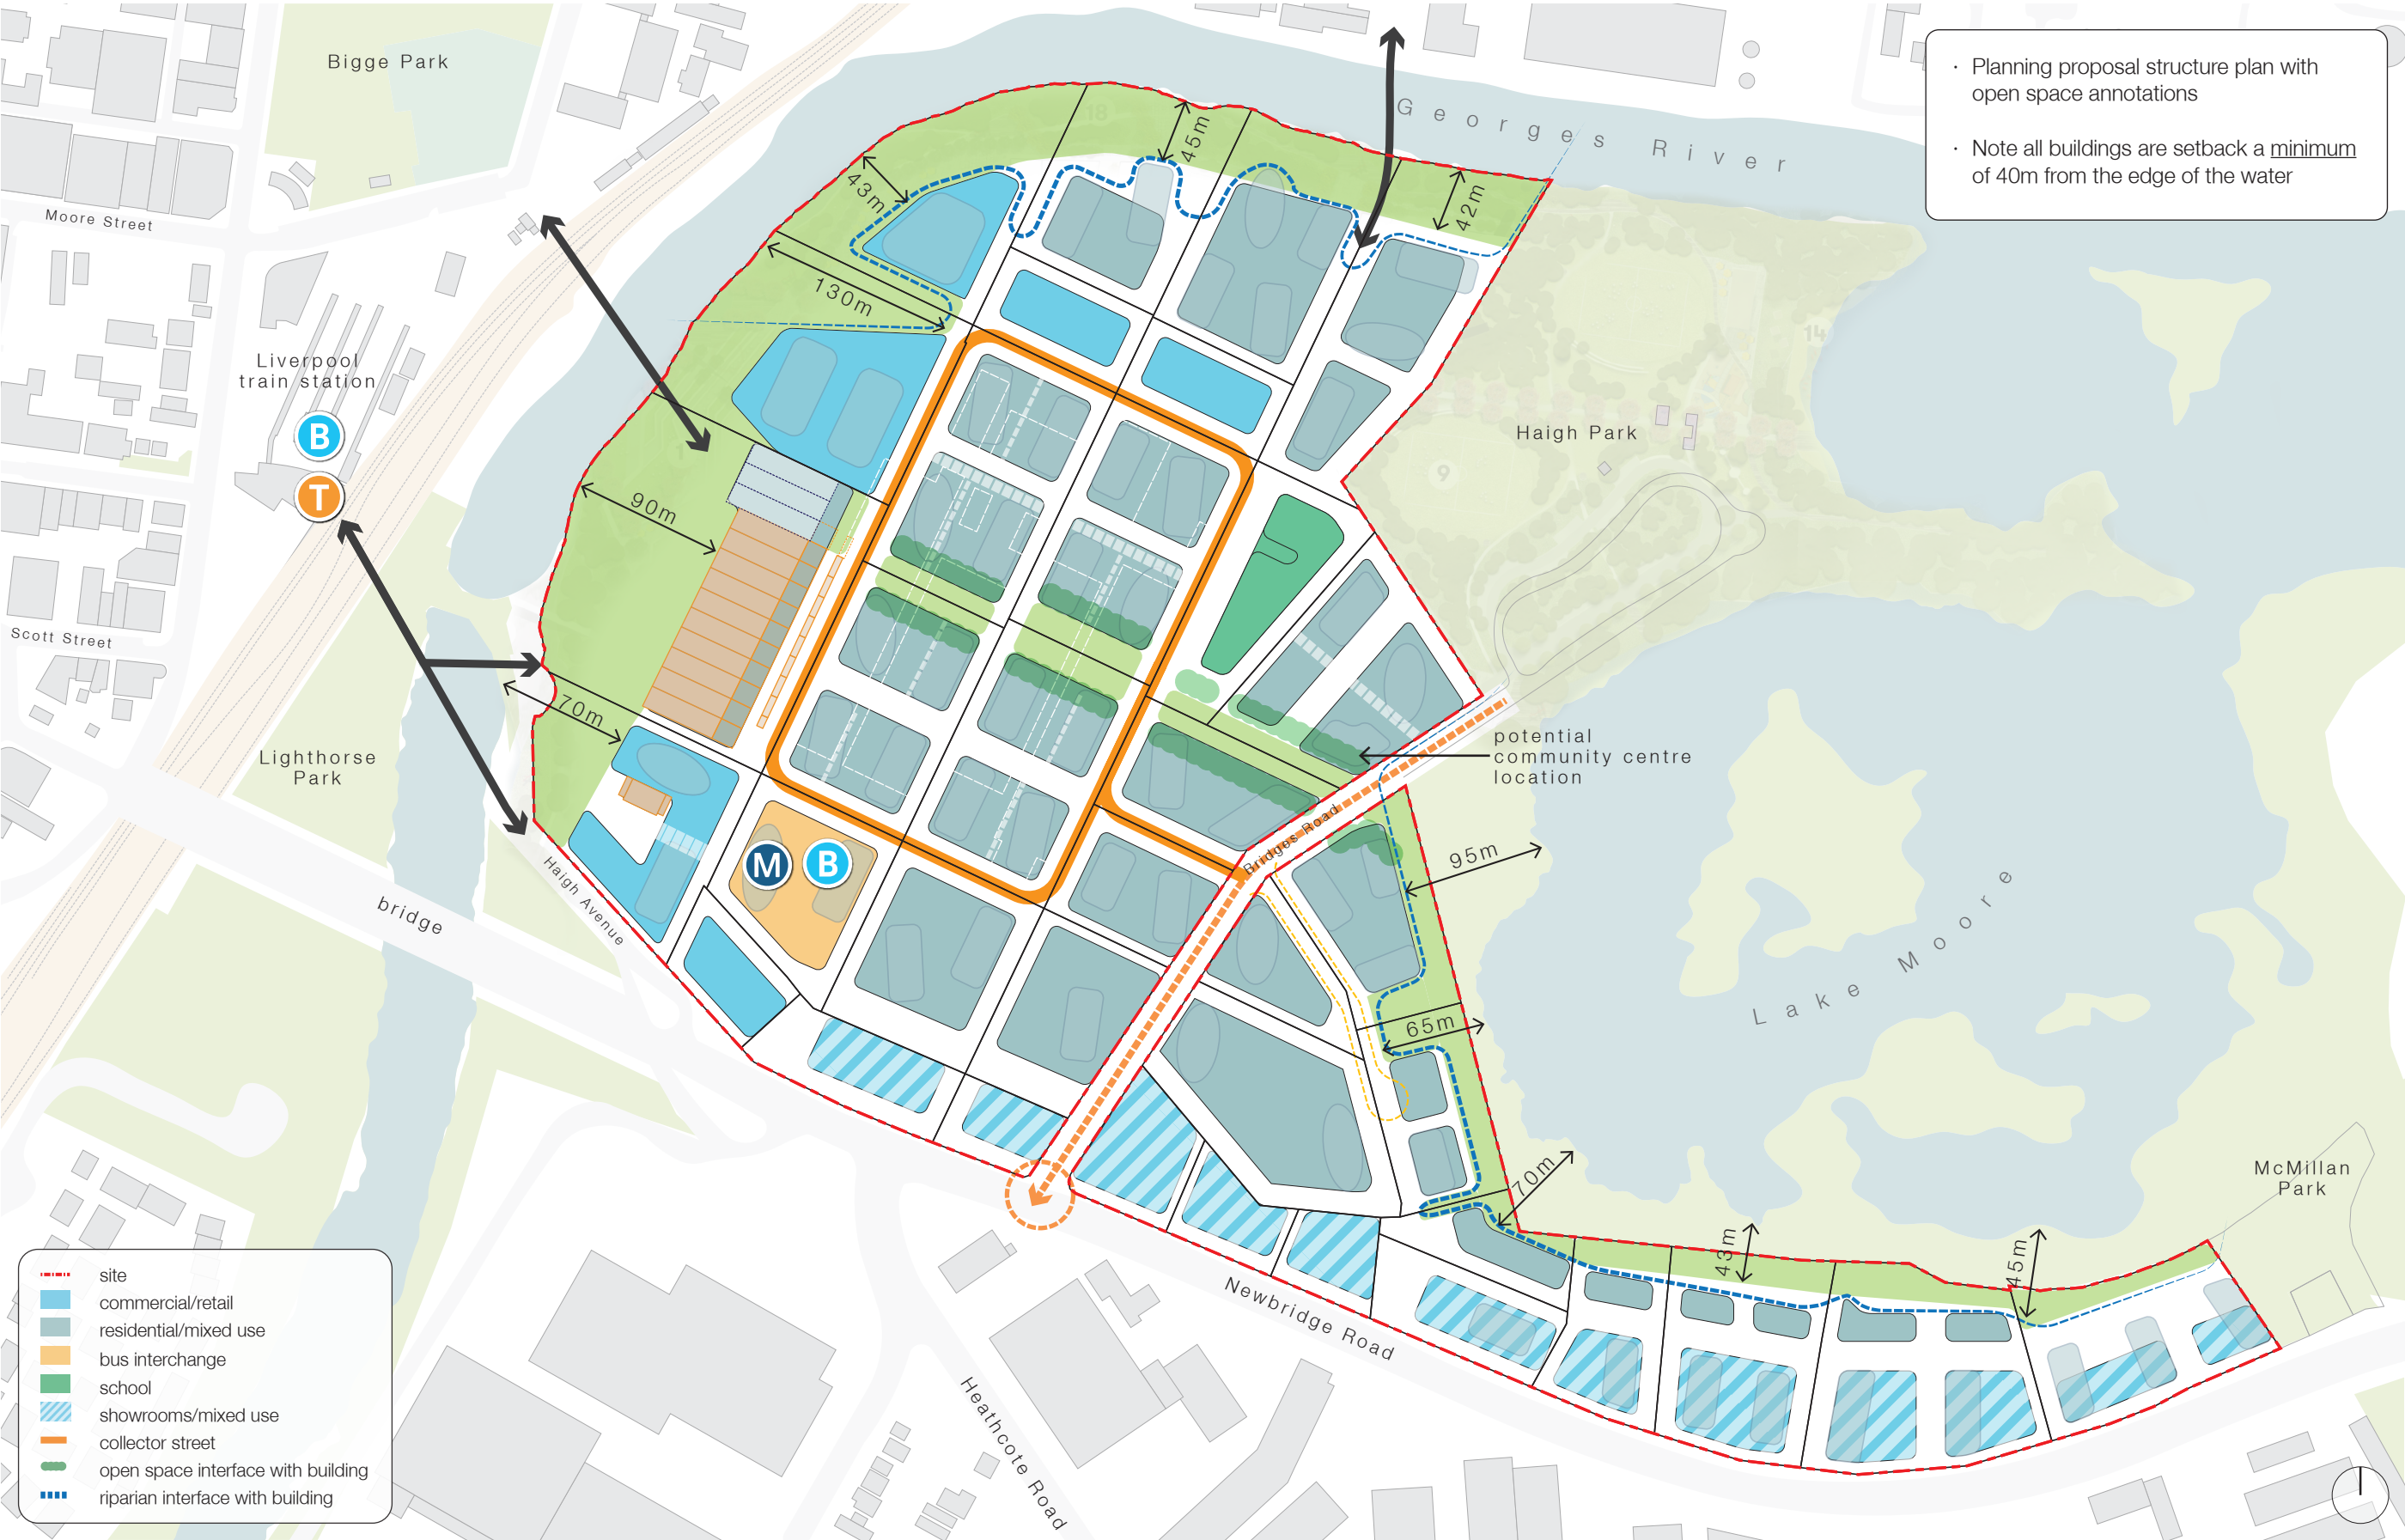 Bigge Park
Georges River
· Planning proposal structure plan with
open space annotations
· Note all buildings are setback a minimum
of 40m from the edge of the water
18
45m
43m
42m
Moore Street
130m
14
Liverpool
train station
B
T
Haigh Park
9
1
90m
Scott Street
70m
Lighthorse
Park
potential
community centre
location
Bridges Road
95m
M
B
Haigh Avenue
bridge
Lake Moore
65m
70m
McMillan
Park
43m
45m
Newbridge Road
Heathcote Road
site
commercial/retail
residential/mixed use
bus interchange
school
showrooms/mixed use
collector street
open space interface with building
riparian interface with building